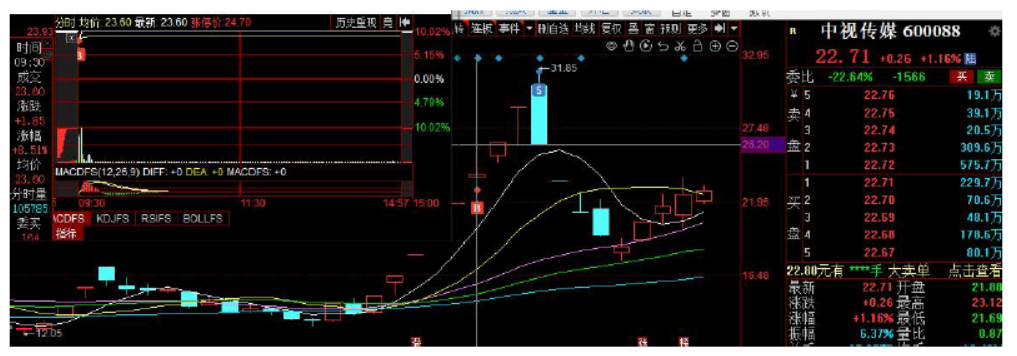 分时 均价 23.60 最新 23.60 涨停价 24.70 历史重现 竞
23.93
时间
09:30
成交
23.60
涨跌
+1.85
涨幅
+8.51%
均价
23.60
分时量
105785
委买
164
10.02%
6.15%
0.00%
4.79%
10.02%
MACDFS(12,26,9) DIFF: +0 DEA: +0 MACDFS: +0
09:30 11:30 14:57 15:00
CDFS KDJFS RSIFS BOLLFS
指标
12.05
连板 事件 删自选 均线 复权 叠 窗 预测 更多
31.85
S
B
B
32.95
27.48
26.20
21.95
16.48
R 中视传媒 600088
22.71 +0.26 +1.16% 陆
委比 -22.64% -1566 买 卖
卖盘
5 22.76 19.1万
4 22.75 39.1万
3 22.74 20.5万
2 22.73 309.6万
1 22.72 575.7万
买盘
1 22.71 229.7万
2 22.70 70.6万
3 22.69 48.1万
4 22.68 178.6万
5 22.67 80.1万
22.80元有 ****手 大卖单 点击查看
最新 22.71 开盘 21.88
涨跌 +0.26 最高 23.12
涨幅 +1.16% 最低 21.69
振幅 6.37% 量比 0.87